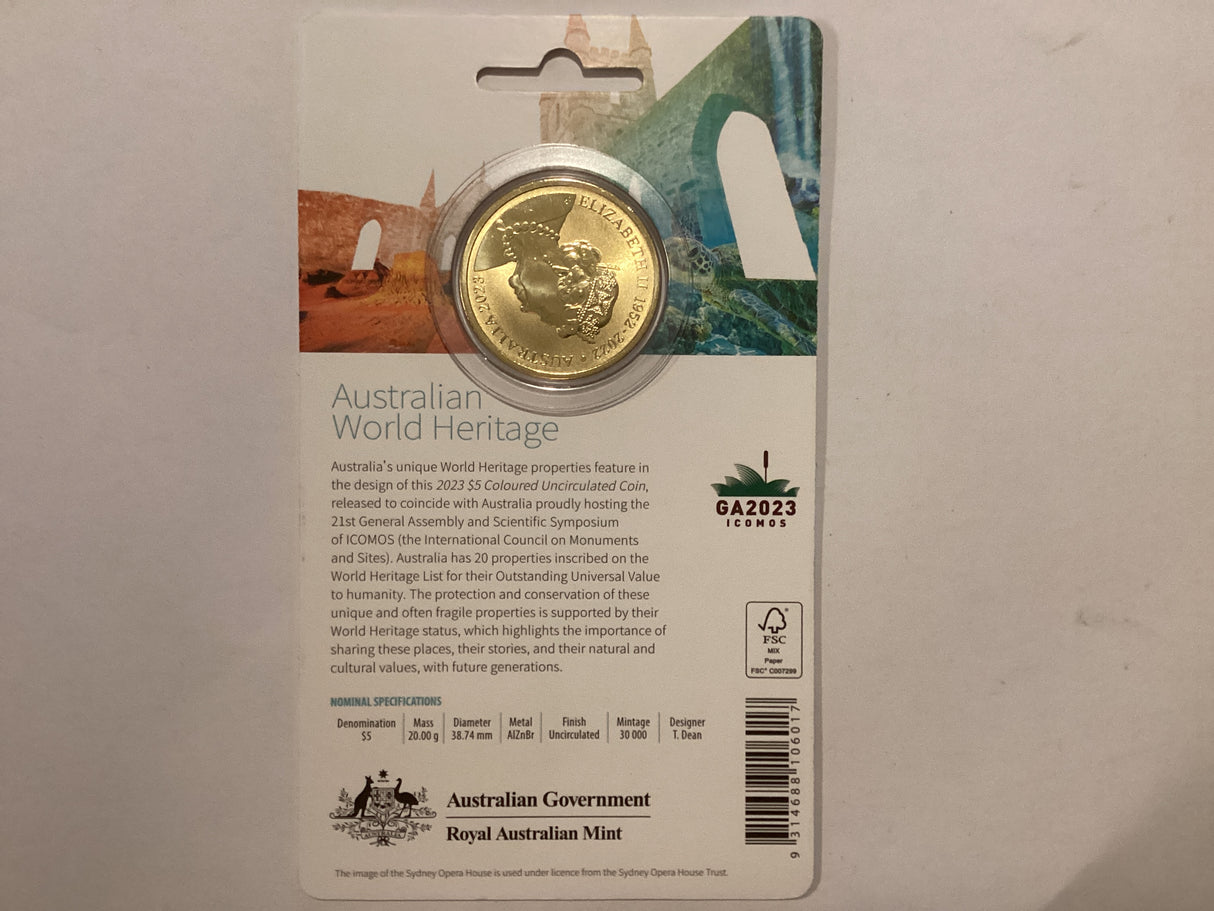 ELIZABETH II 1952-2022 • AUSTRALIA 2023
Australian
World Heritage
Australia's unique World Heritage properties feature in
the design of this 2023 $5 Coloured Uncirculated Coin,
released to coincide with Australia proudly hosting the
21st General Assembly and Scientific Symposium
of ICOMOS (the International Council on Monuments
and Sites). Australia has 20 properties inscribed on the
World Heritage List for their Outstanding Universal Value
to humanity. The protection and conservation of these
unique and often fragile properties is supported by their
World Heritage status, which highlights the importance of
sharing these places, their stories, and their natural and
cultural values, with future generations.
GA2023
ICOMOS
FSC®
MIX
Paper
FSC® C007299
NOMINAL SPECIFICATIONS
Denomination Mass Diameter Metal Finish Mintage Designer
$5 20.00 g 38.74 mm AlZnBr Uncirculated 30 000 T. Dean
9 314688 106017
AUSTRALIA
Australian Government
Royal Australian Mint
The image of the Sydney Opera House is used under licence from the Sydney Opera House Trust.